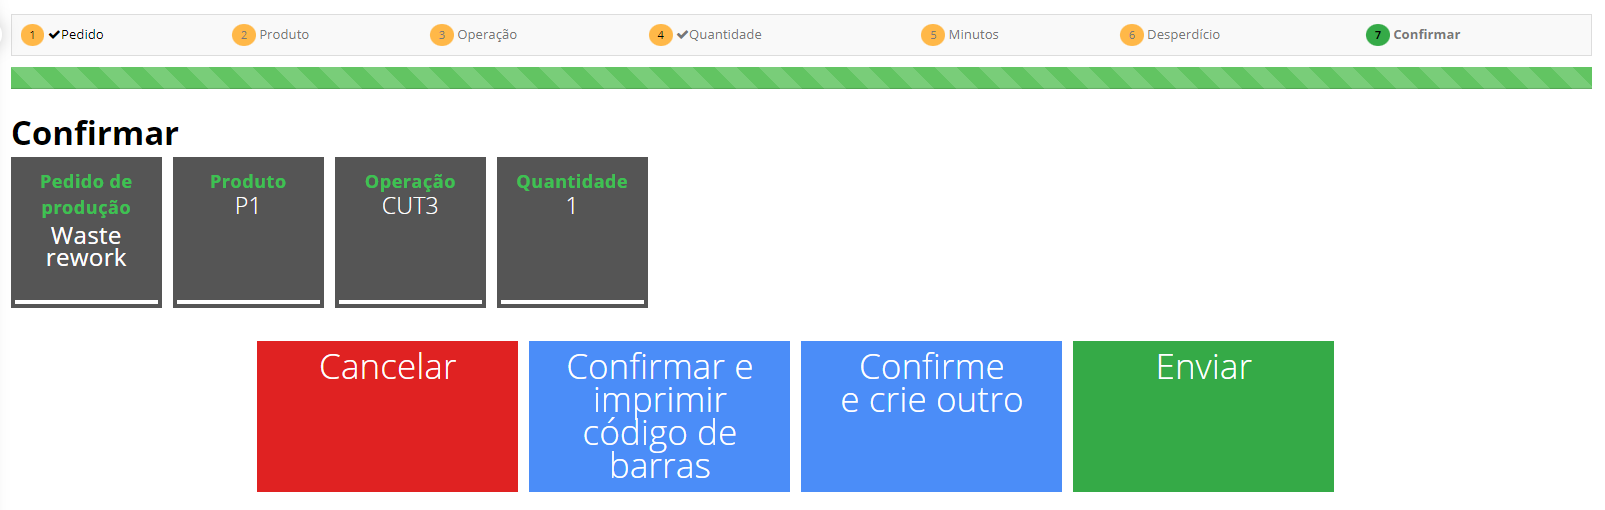 1 ✔Pedido
2 Produto
3 Operação
4 ✔Quantidade
5 Minutos
6 Desperdício
7 Confirmar
Confirmar
Pedido de
produção
Waste
rework
Produto
P1
Operação
CUT3
Quantidade
1
Cancelar
Confirmar e
imprimir
código de
barras
Confirme
e crie outro
Enviar